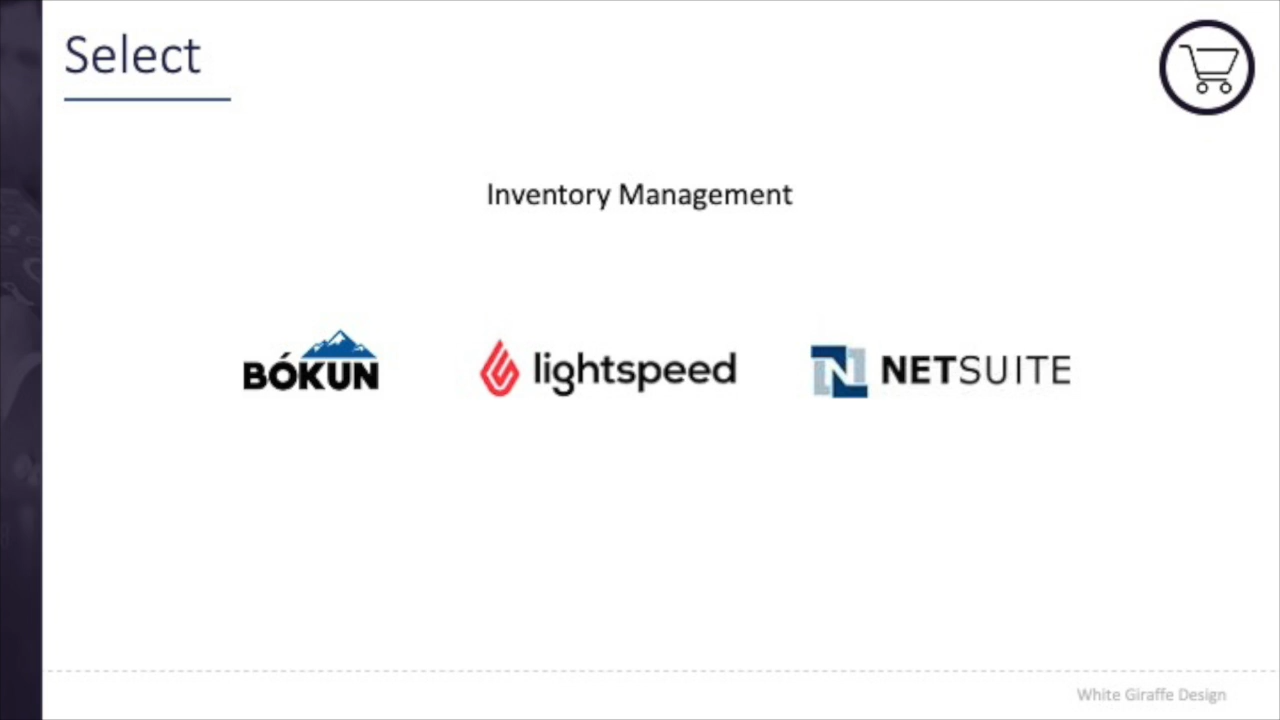 Select
Inventory Management
BÓKUN
lightspeed
NETSUITE
White Giraffe Design